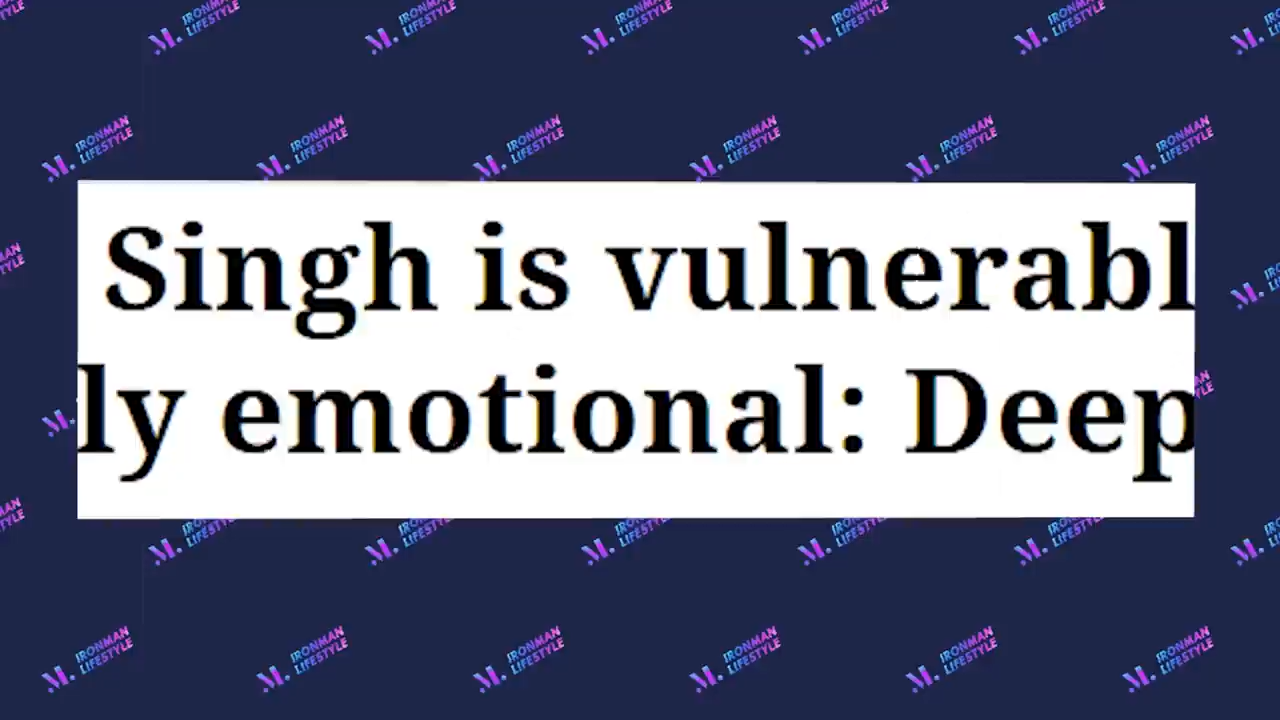 M. IRONMAN LIFESTYLE
Singh is vulnerabl
ly emotional: Deep